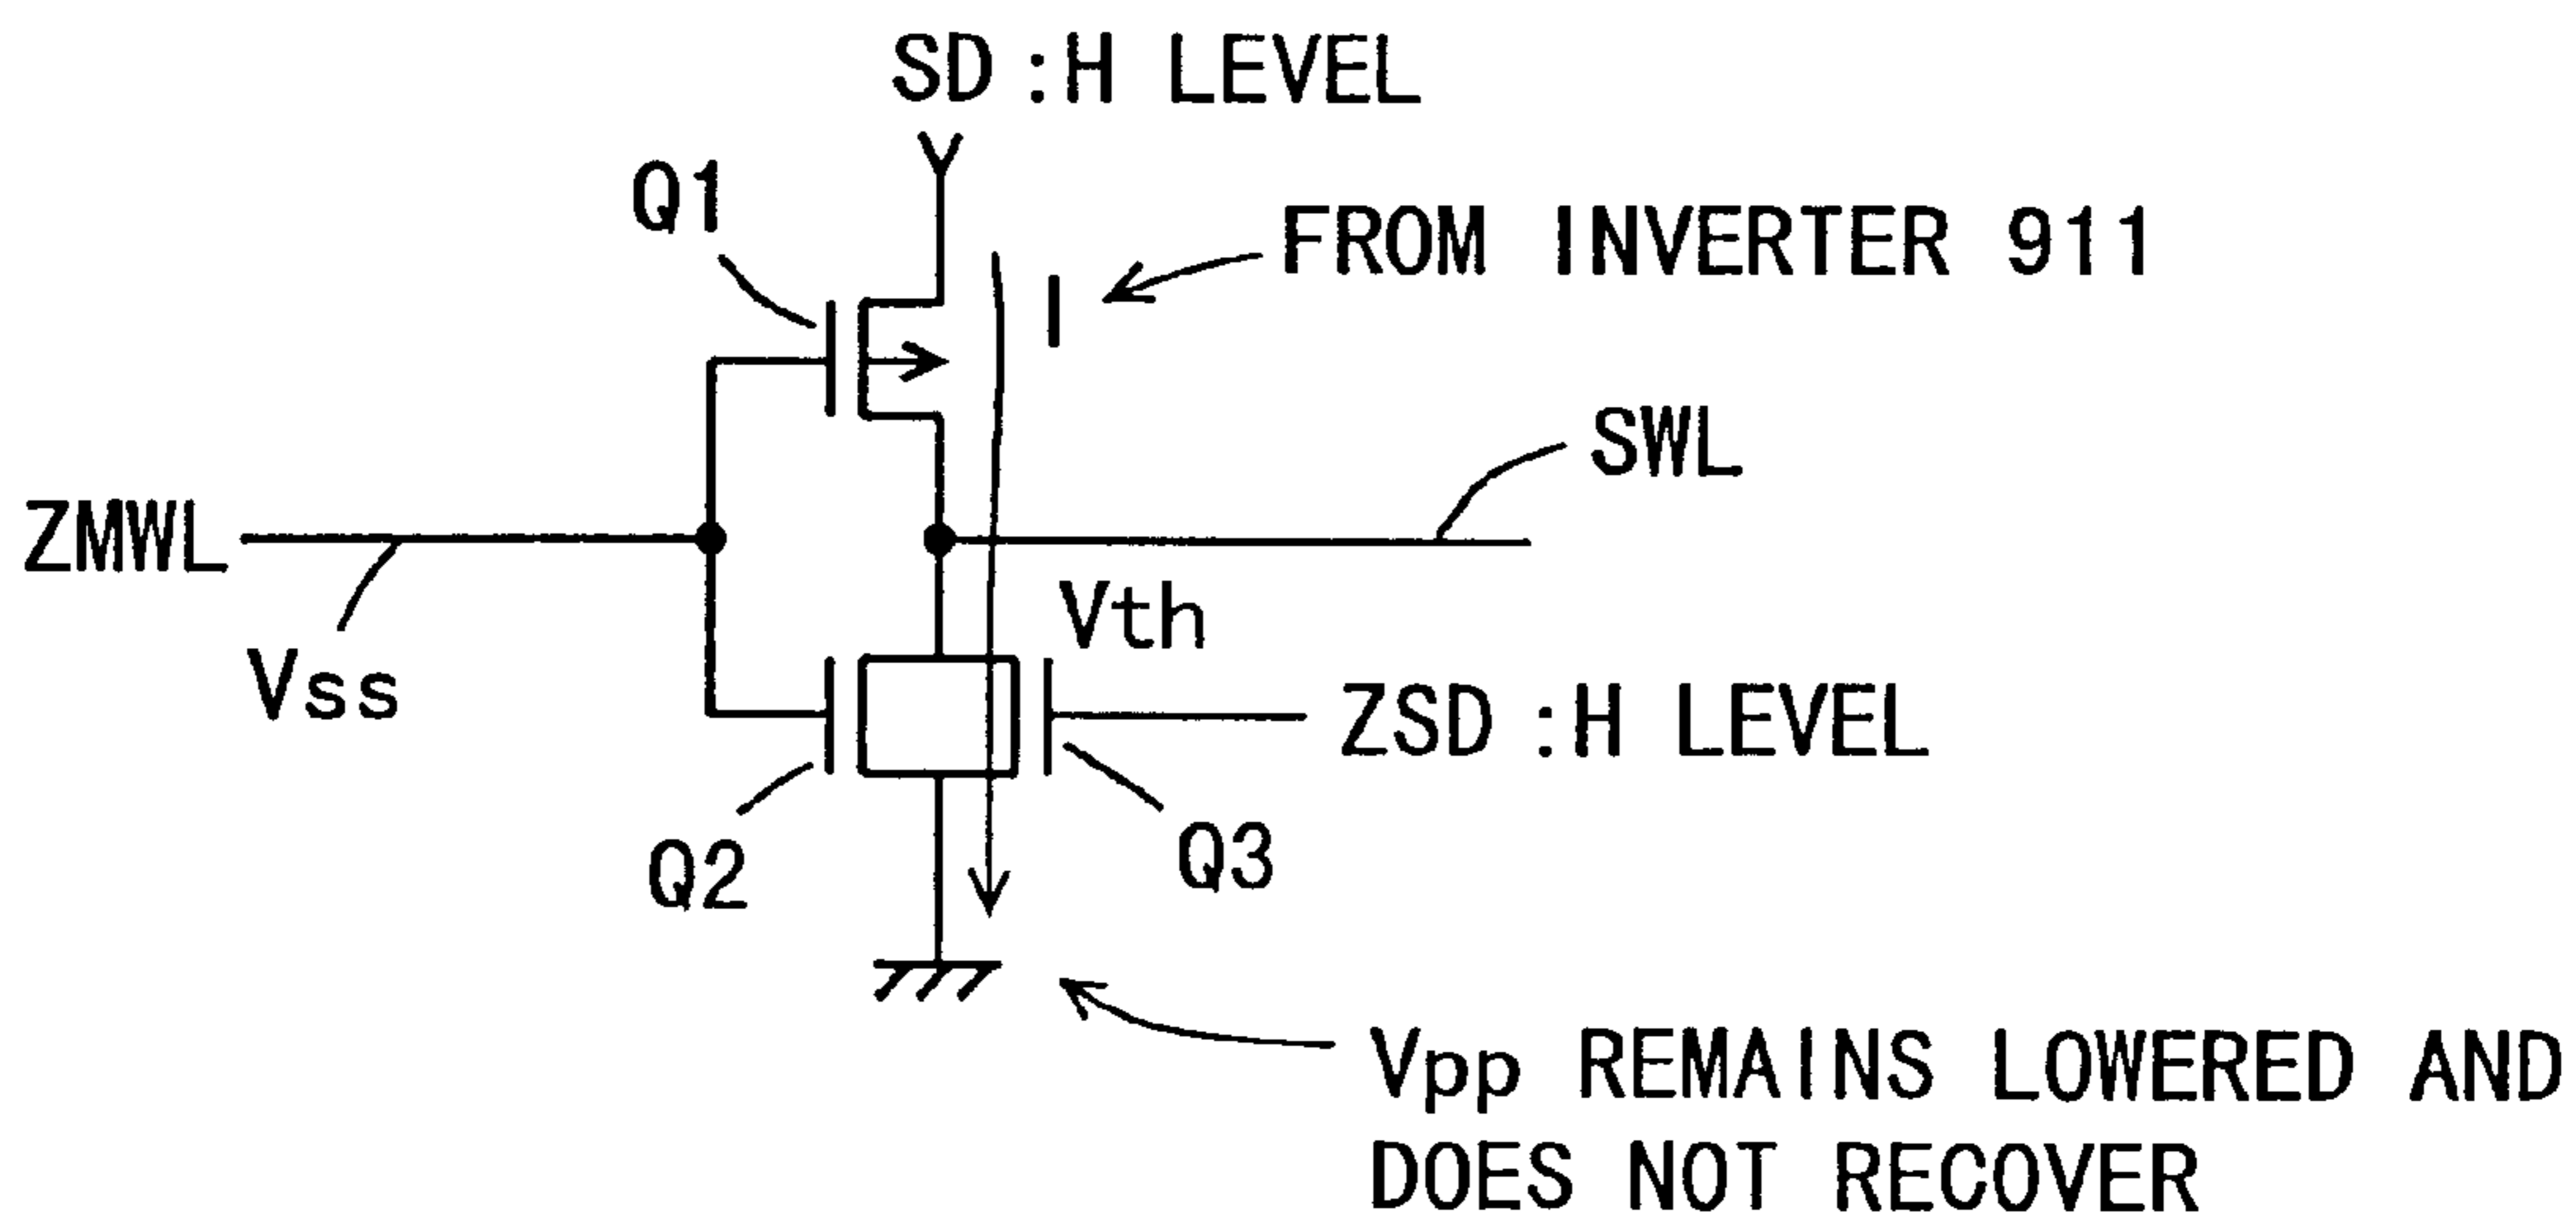 SD :H LEVEL
Q1
FROM INVERTER 911
I
SWL
ZMWL
Vth
Vss
ZSD :H LEVEL
Q2
Q3
Vpp REMAINS LOWERED AND
DOES NOT RECOVER